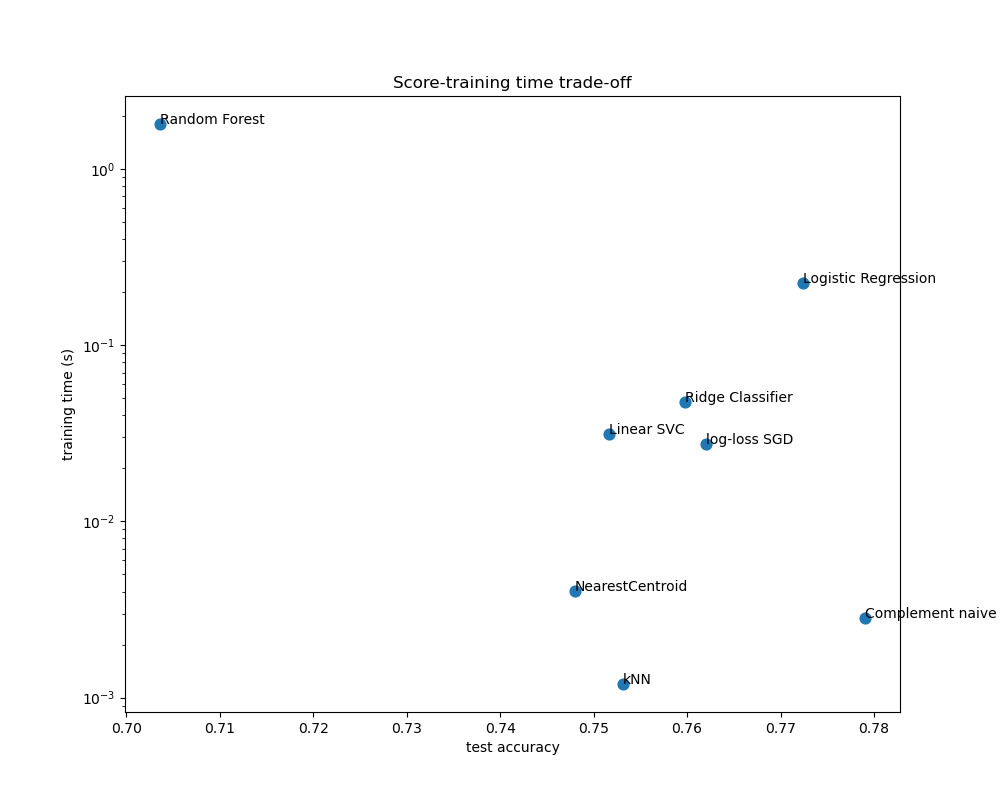 Score-training time trade-off
Random Forest
Logistic Regression
Ridge Classifier
Linear SVC
log-loss SGD
NearestCentroid
Complement naive
kNN
training time (s)
10⁰
10⁻¹
10⁻²
10⁻³
0.70 0.71 0.72 0.73 0.74 0.75 0.76 0.77 0.78
test accuracy